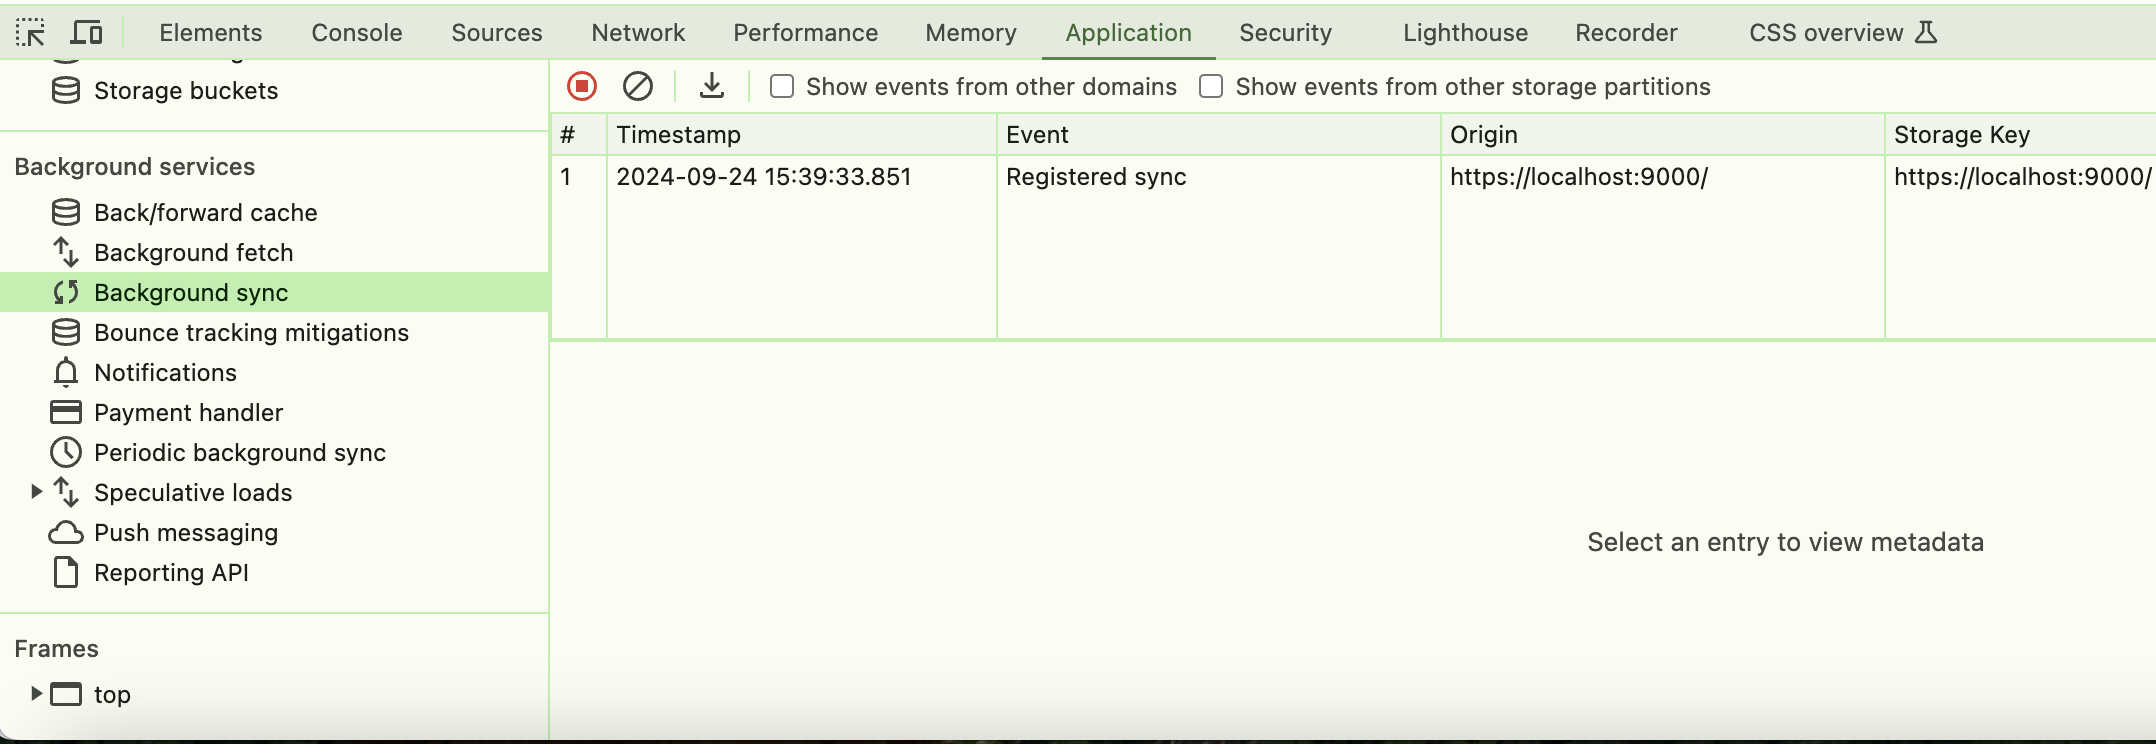 Elements Console Sources Network Performance Memory Application Security Lighthouse Recorder CSS overview
Storage buckets
Background services
Back/forward cache
Background fetch
Background sync
Bounce tracking mitigations
Notifications
Payment handler
Periodic background sync
Speculative loads
Push messaging
Reporting API
Frames
top
Show events from other domains Show events from other storage partitions
# Timestamp Event Origin Storage Key
1 2024-09-24 15:39:33.851 Registered sync https://localhost:9000/ https://localhost:9000/
Select an entry to view metadata